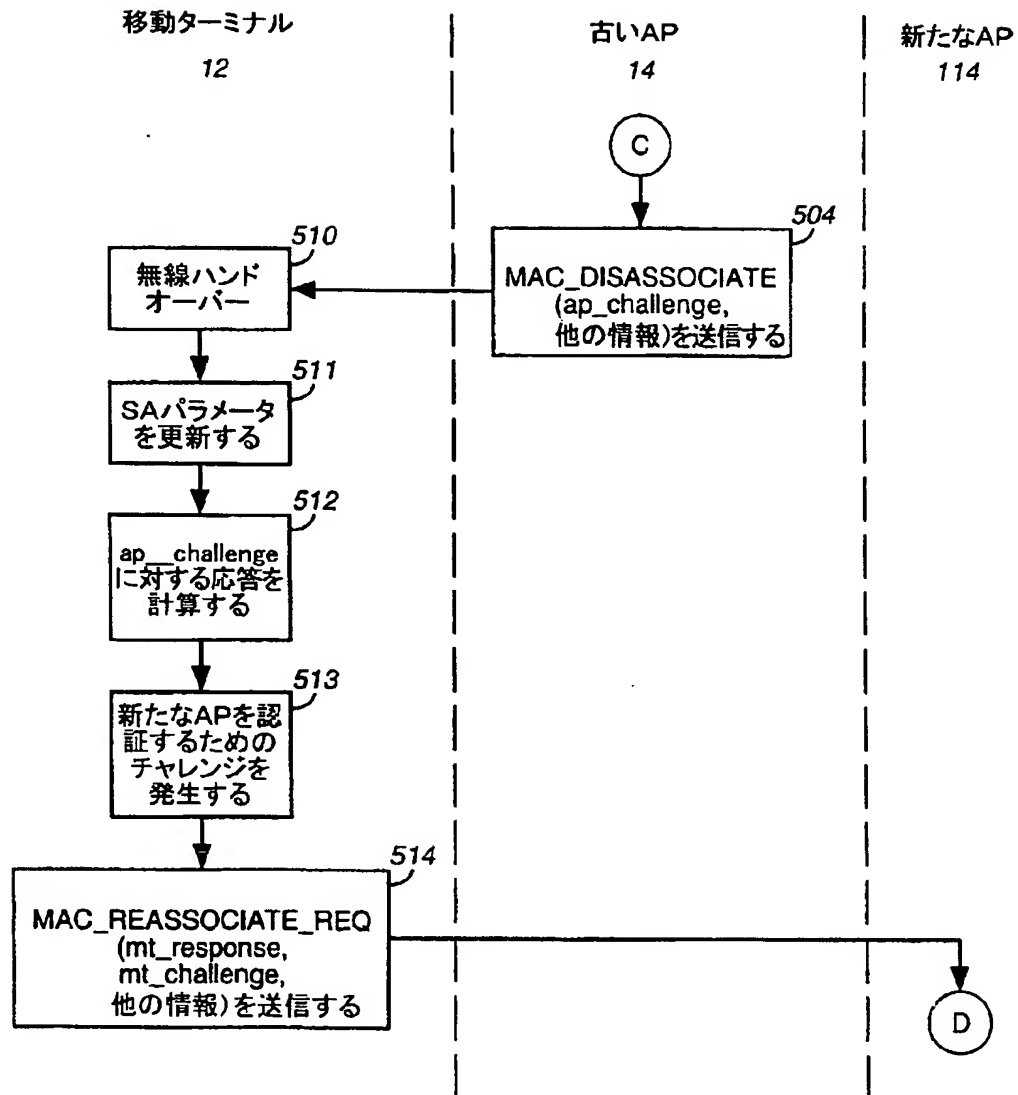 移動ターミナル
12
古いAP
14
新たなAP
114
C
504
MAC_DISASSOCIATE
(ap_challenge,
他の情報)を送信する
510
無線ハンド
オーバー
511
SAパラメータ
を更新する
512
ap__challenge
に対する応答を
計算する
513
新たなAPを認
証するための
チャレンジを
発生する
514
MAC_REASSOCIATE_REQ
(mt_response,
mt_challenge,
他の情報)を送信する
D